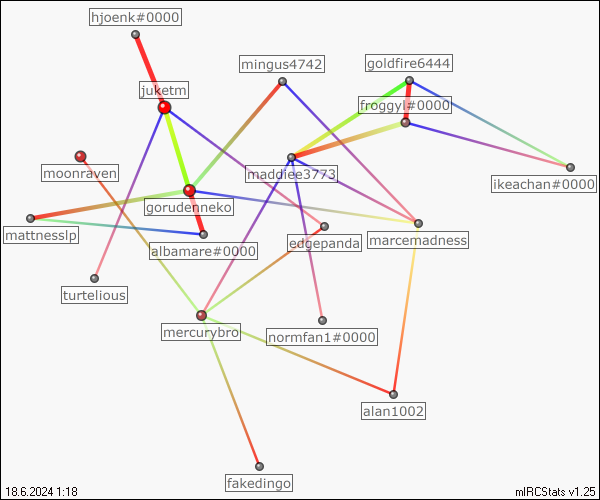 hjoenk#0000
mingus4742
goldfire6444
juketm
froggyl#0000
moonraven
maddiee3773
ikeachan#0000
gorudenneko
mattnesslp
albamare#0000
edgepanda
marcemadness
turtelious
mercurybro
normfan1#0000
alan1002
fakedingo
18.6.2024 1:18
mIRCStats v1.25